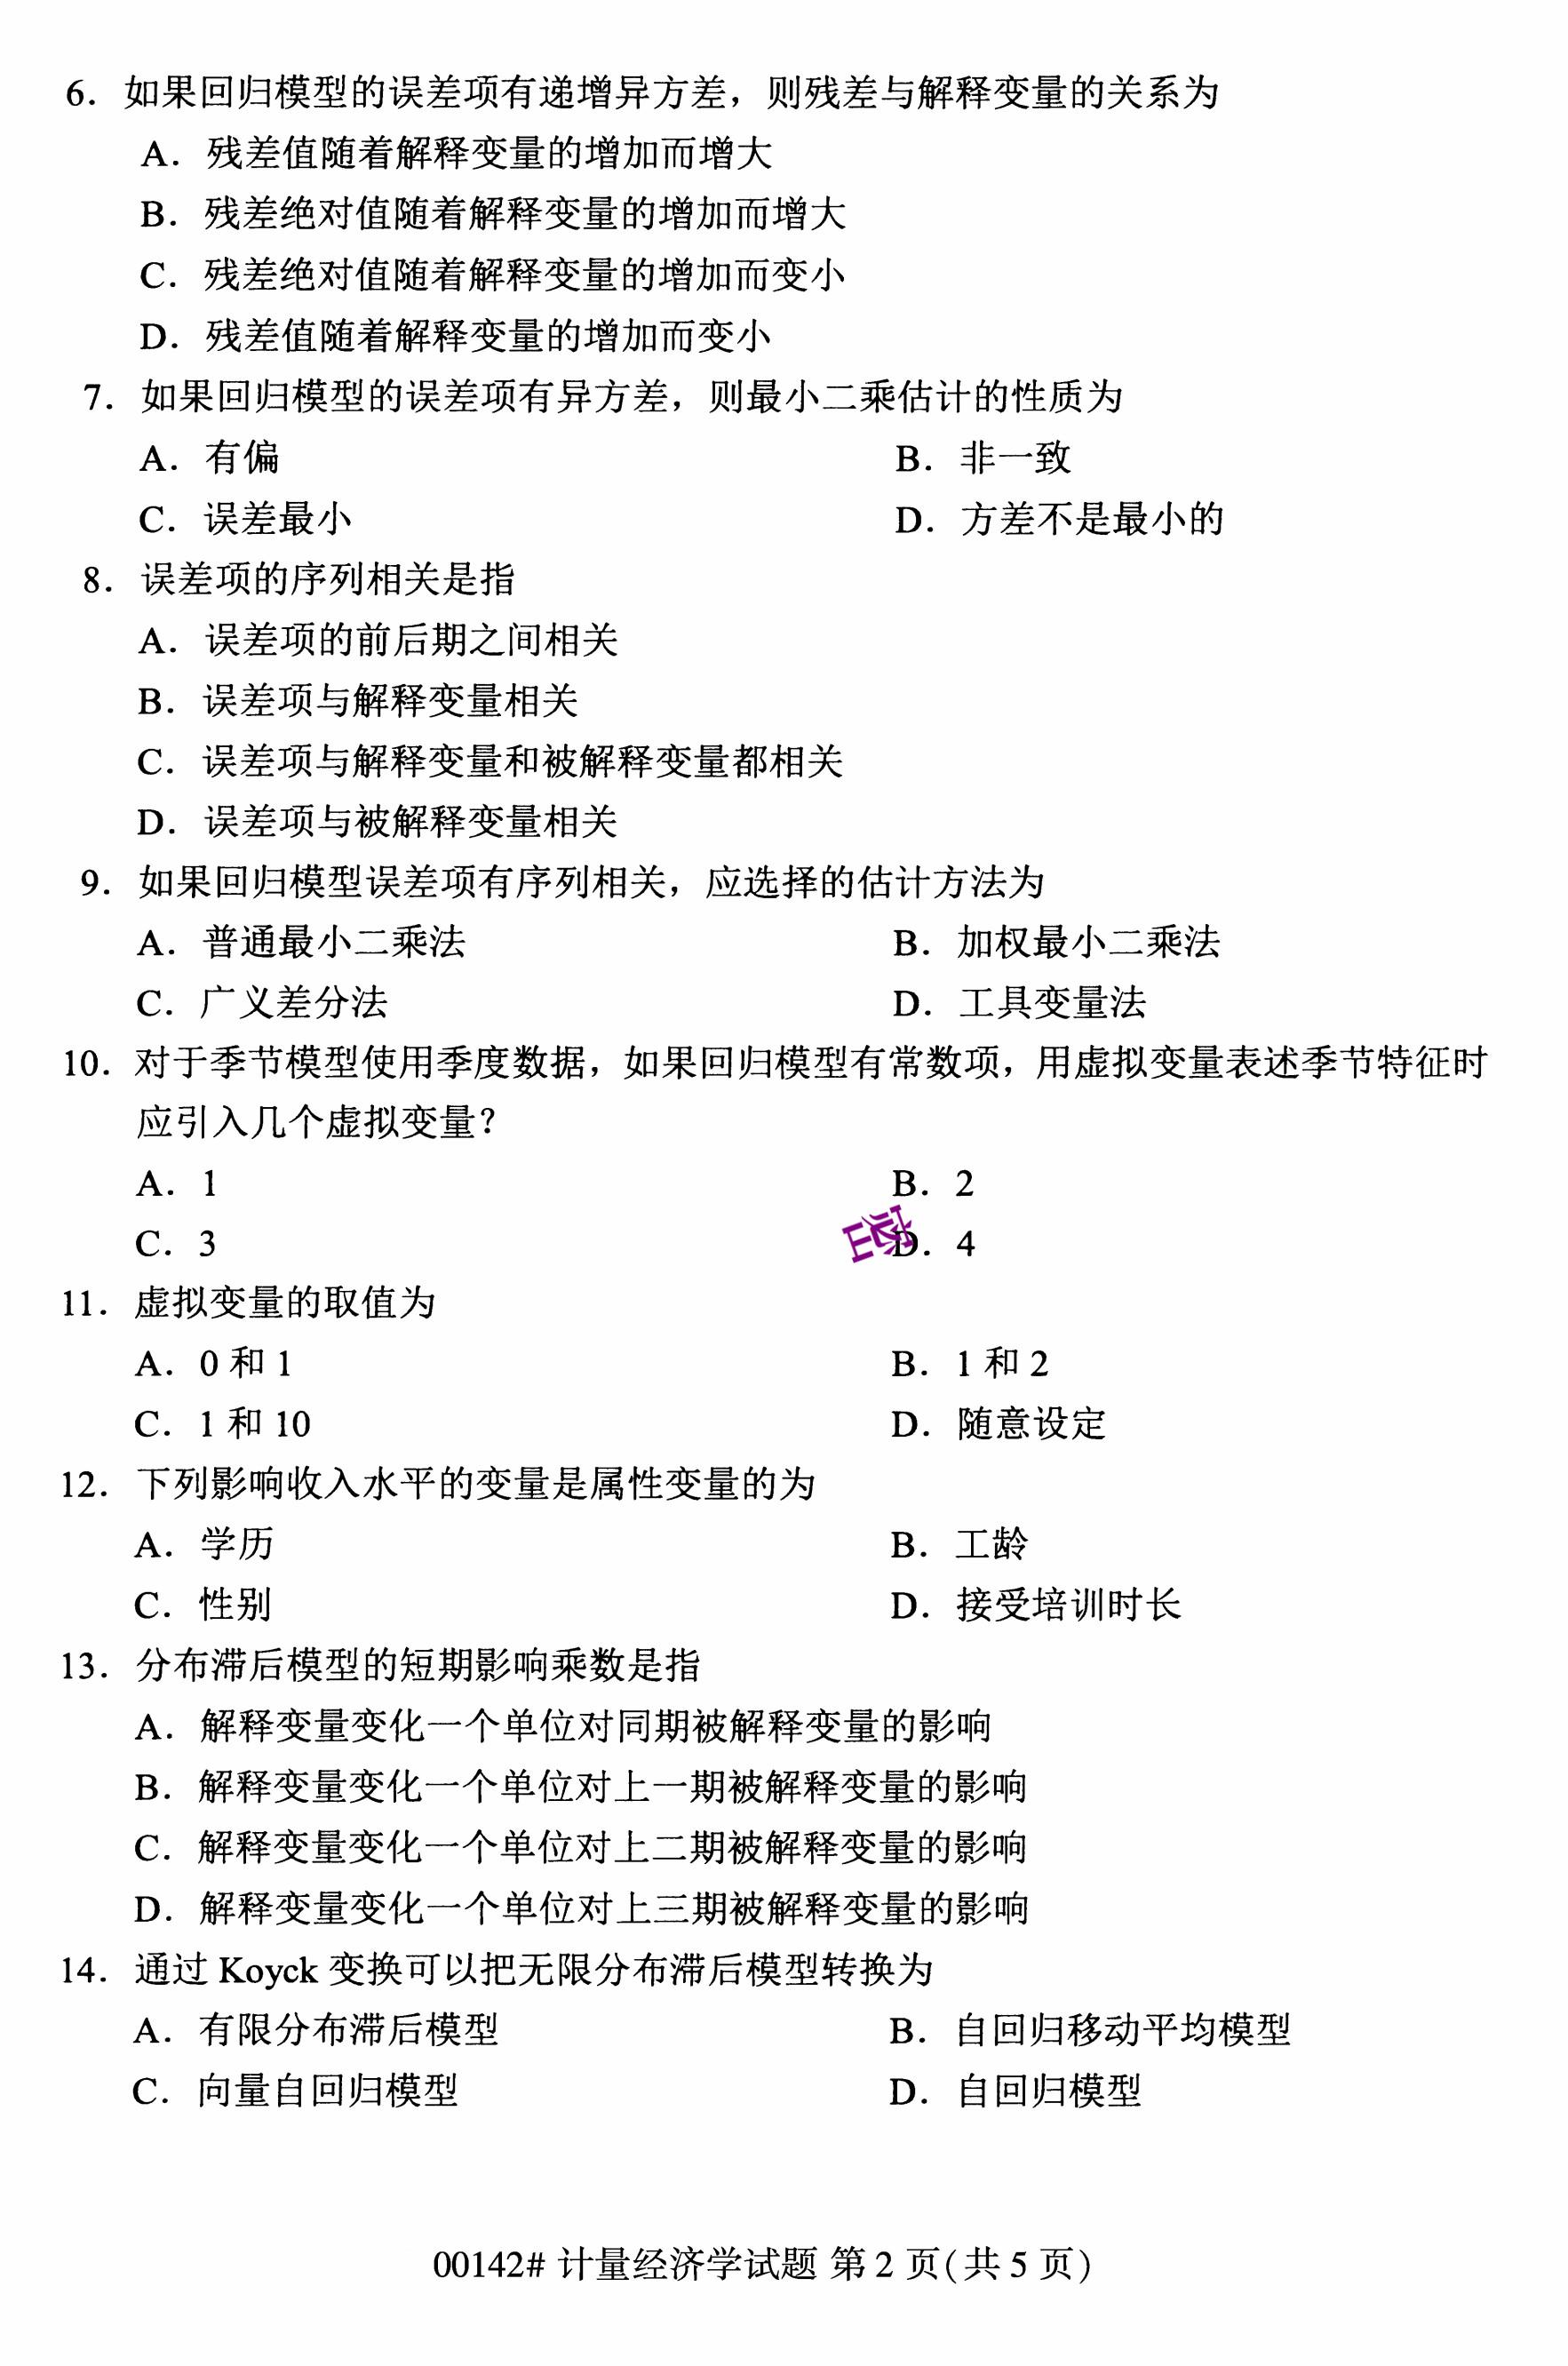 6. 如果回归模型的误差项有递增异方差，则残差与解释变量的关系为
A. 残差值随着解释变量的增加而增大
B. 残差绝对值随着解释变量的增加而增大
C. 残差绝对值随着解释变量的增加而变小
D. 残差值随着解释变量的增加而变小
7. 如果回归模型的误差项有异方差，则最小二乘估计的性质为
A. 有偏 B. 非一致
C. 误差最小 D. 方差不是最小的
8. 误差项的序列相关是指
A. 误差项的前后期之间相关
B. 误差项与解释变量相关
C. 误差项与解释变量和被解释变量都相关
D. 误差项与被解释变量相关
9. 如果回归模型误差项有序列相关，应选择的估计方法为
A. 普通最小二乘法 B. 加权最小二乘法
C. 广义差分法 D. 工具变量法
10. 对于季节模型使用季度数据，如果回归模型有常数项，用虚拟变量表述季节特征时
应引入几个虚拟变量？
A. 1 B. 2
C. 3 D. 4
11. 虚拟变量的取值为
A. 0 和 1 B. 1 和 2
C. 1 和 10 D. 随意设定
12. 下列影响收入水平的变量是属性变量的为
A. 学历 B. 工龄
C. 性别 D. 接受培训时长
13. 分布滞后模型的短期影响乘数是指
A. 解释变量变化一个单位对同期被解释变量的影响
B. 解释变量变化一个单位对上一期被解释变量的影响
C. 解释变量变化一个单位对上二期被解释变量的影响
D. 解释变量变化一个单位对上三期被解释变量的影响
14. 通过 Koyck 变换可以把无限分布滞后模型转换为
A. 有限分布滞后模型 B. 自回归移动平均模型
C. 向量自回归模型 D. 自回归模型
00142# 计量经济学试题 第 2 页(共 5 页)